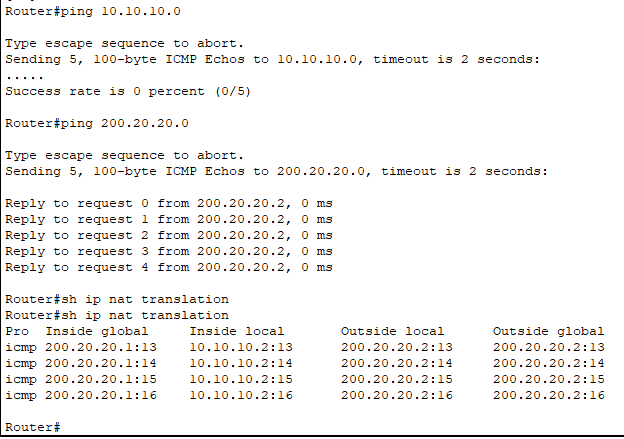 Router#ping 10.10.10.0
Type escape sequence to abort.
Sending 5, 100-byte ICMP Echos to 10.10.10.0, timeout is 2 seconds:
.....
Success rate is 0 percent (0/5)
Router#ping 200.20.20.0
Type escape sequence to abort.
Sending 5, 100-byte ICMP Echos to 200.20.20.0, timeout is 2 seconds:
Reply to request 0 from 200.20.20.2, 0 ms
Reply to request 1 from 200.20.20.2, 0 ms
Reply to request 2 from 200.20.20.2, 0 ms
Reply to request 3 from 200.20.20.2, 0 ms
Reply to request 4 from 200.20.20.2, 0 ms
Router#sh ip nat translation
Router#sh ip nat translation
Pro Inside global Inside local Outside local Outside global
icmp 200.20.20.1:13 10.10.10.2:13 200.20.20.2:13 200.20.20.2:13
icmp 200.20.20.1:14 10.10.10.2:14 200.20.20.2:14 200.20.20.2:14
icmp 200.20.20.1:15 10.10.10.2:15 200.20.20.2:15 200.20.20.2:15
icmp 200.20.20.1:16 10.10.10.2:16 200.20.20.2:16 200.20.20.2:16
Router#